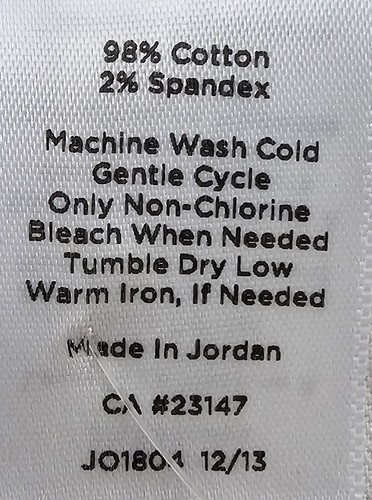 98% Cotton
2% Spandex
Machine Wash Cold
Gentle Cycle
Only Non-Chlorine
Bleach When Needed
Tumble Dry Low
Warm Iron, If Needed
Made In Jordan
CA #23147
JO1804 12/13